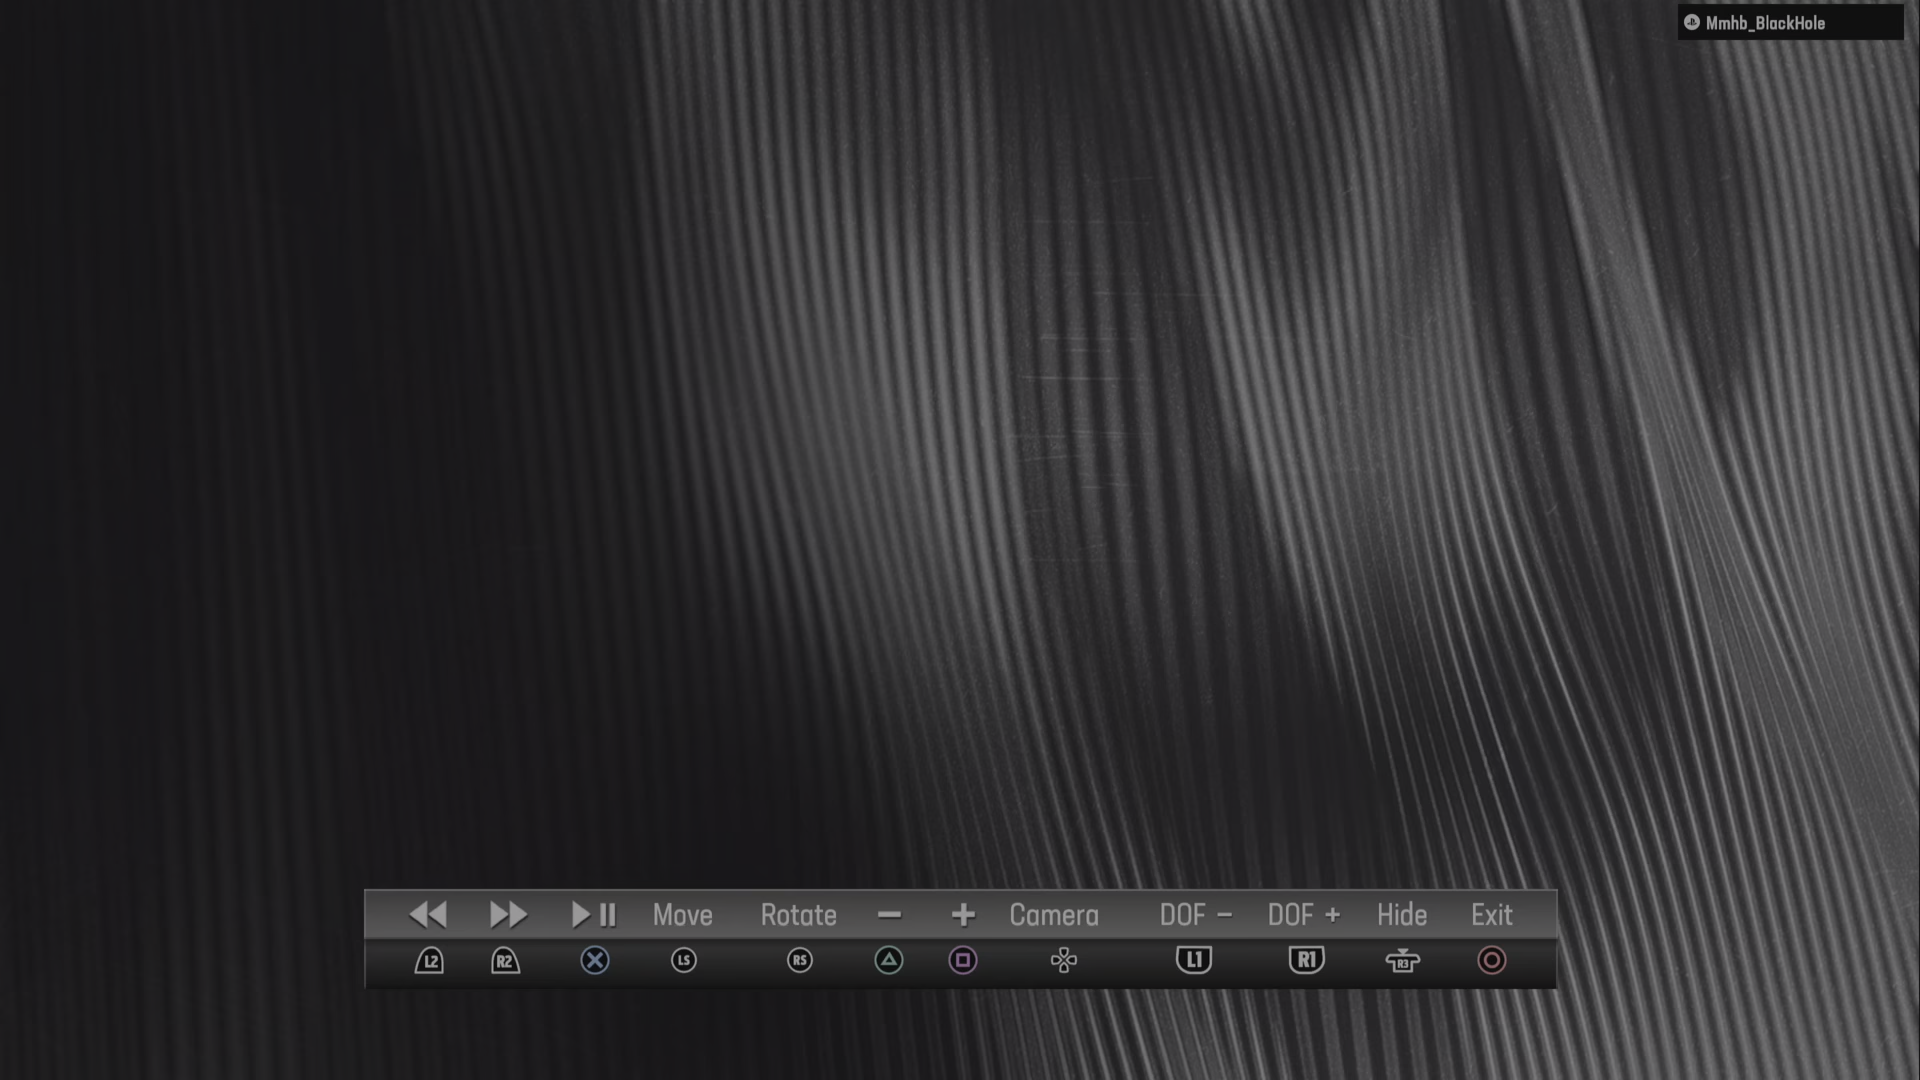 Mmhb_BlackHole
Move Rotate − + Camera DOF − DOF + Hide Exit
L2 R2 LS RS L1 R1 R3